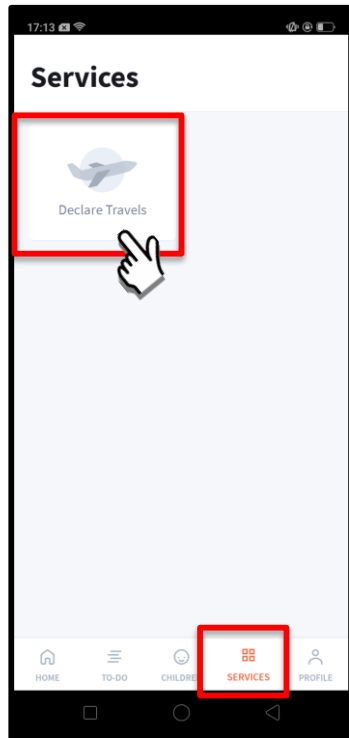 17:13
Services
Declare Travels
HOME TO-DO CHILDRE SERVICES PROFILE